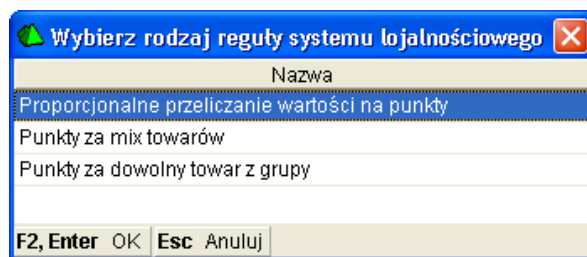 Wybierz rodzaj reguły systemu lojalnościowego
Nazwa
Proporcjonalne przeliczanie wartości na punkty
Punkty za mix towarów
Punkty za dowolny towar z grupy
F2, Enter OK Esc Anuluj